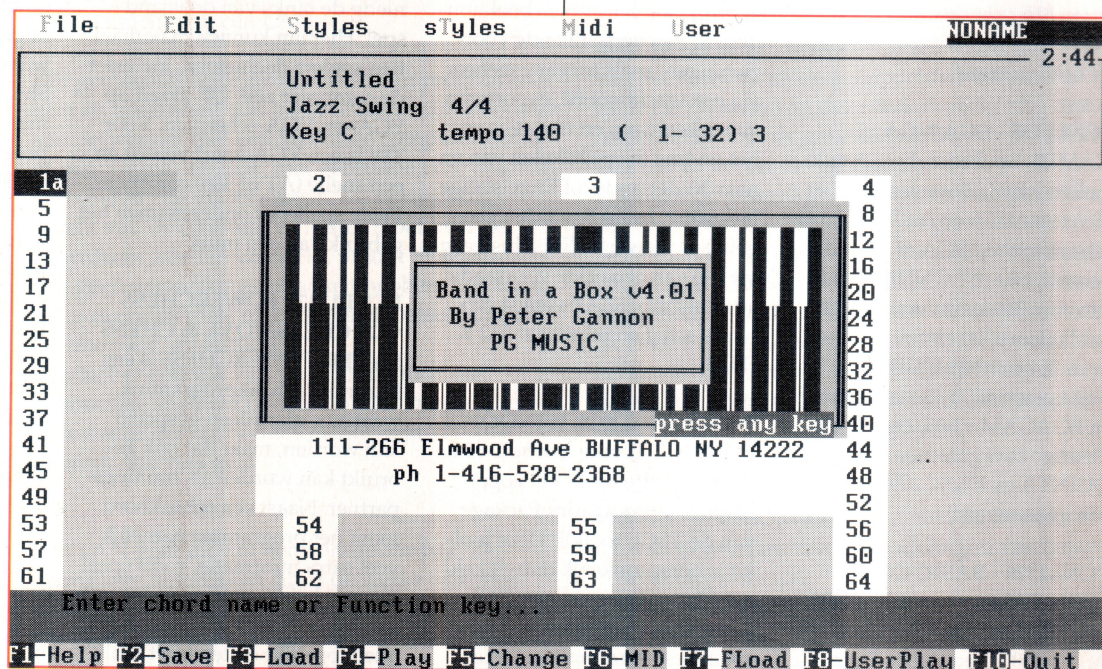 File Edit Styles sTyles Midi User NONAME
2:44
Untitled
Jazz Swing 4/4
Key C tempo 140 ( 1- 32) 3
1a 2 3 4
5 8
9 12
13 16
17 20
21 24
25 28
29 32
33 36
37 40
41 44
45 48
49 52
53 54 55 56
57 58 59 60
61 62 63 64
Band in a Box v4.01
By Peter Gannon
PG MUSIC
press any key
111-266 Elmwood Ave BUFFALO NY 14222
ph 1-416-528-2368
Enter chord name or Function key...
F1-Help F2-Save F3-Load F4-Play F5-Change F6-MID F7-FLoad F8-UserPlay F10-Quit